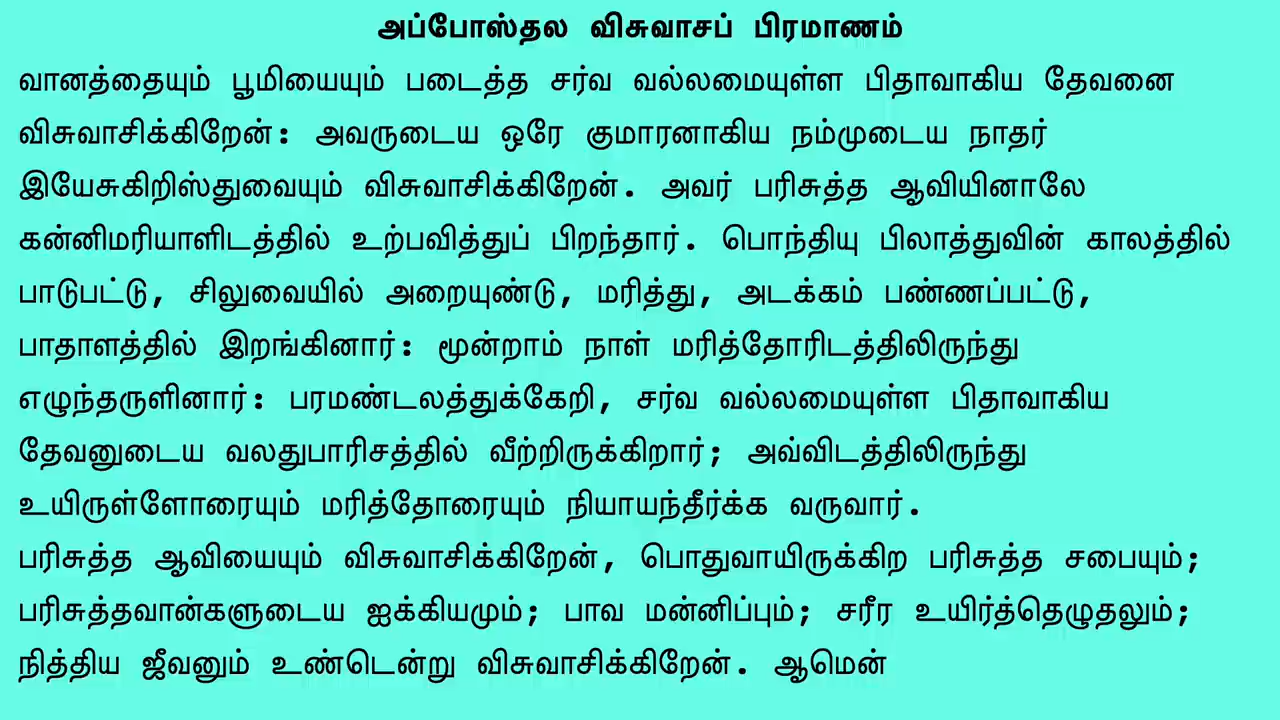 அப்போஸ்தல விசுவாசப் பிரமாணம்
வானத்தையும் பூமியையும் படைத்த சர்வ வல்லமையுள்ள பிதாவாகிய தேவனை
விசுவாசிக்கிறேன்: அவருடைய ஒரே குமாரனாகிய நம்முடைய நாதர்
இயேசுகிறிஸ்துவையும் விசுவாசிக்கிறேன். அவர் பரிசுத்த ஆவியினாலே
கன்னிமரியாளிடத்தில் உற்பவித்துப் பிறந்தார். பொந்தியு பிலாத்துவின் காலத்தில்
பாடுபட்டு, சிலுவையில் அறையுண்டு, மரித்து, அடக்கம் பண்ணப்பட்டு,
பாதாளத்தில் இறங்கினார்: மூன்றாம் நாள் மரித்தோரிடத்திலிருந்து
எழுந்தருளினார்: பரமண்டலத்துக்கேறி, சர்வ வல்லமையுள்ள பிதாவாகிய
தேவனுடைய வலதுபாரிசத்தில் வீற்றிருக்கிறார்; அவ்விடத்திலிருந்து
உயிருள்ளோரையும் மரித்தோரையும் நியாயந்தீர்க்க வருவார்.
பரிசுத்த ஆவியையும் விசுவாசிக்கிறேன், பொதுவாயிருக்கிற பரிசுத்த சபையும்;
பரிசுத்தவான்களுடைய ஐக்கியமும்; பாவ மன்னிப்பும்; சரீர உயிர்த்தெழுதலும்;
நித்திய ஜீவனும் உண்டென்று விசுவாசிக்கிறேன். ஆமென்